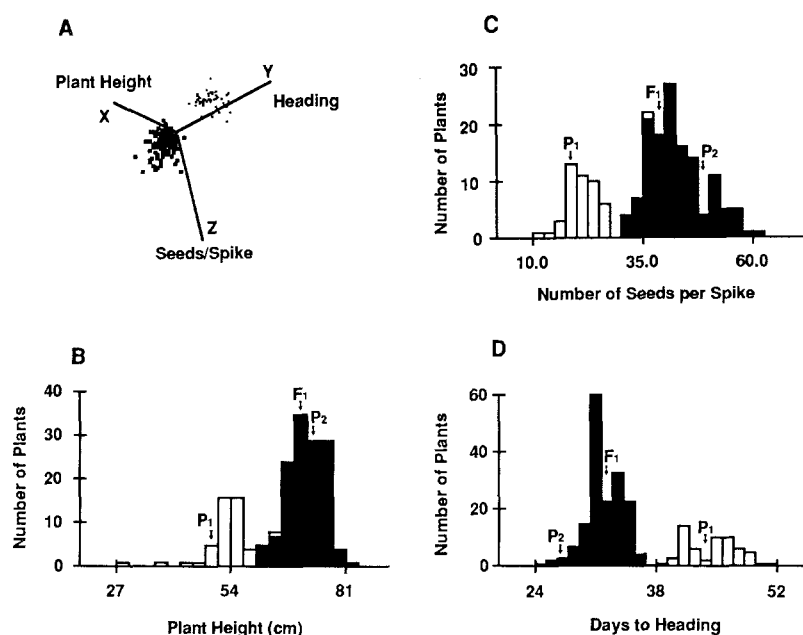 A
Plant Height
X
Y
Heading
Z
Seeds/Spike
C
Number of Plants
30
20
10
0
P1
F1
P2
10.0 35.0 60.0
Number of Seeds per Spike
B
Number of Plants
40
30
20
10
0
P1
F1
P2
27 54 81
Plant Height (cm)
D
Number of Plants
60
40
20
0
P2
F1
P1
24 38 52
Days to Heading